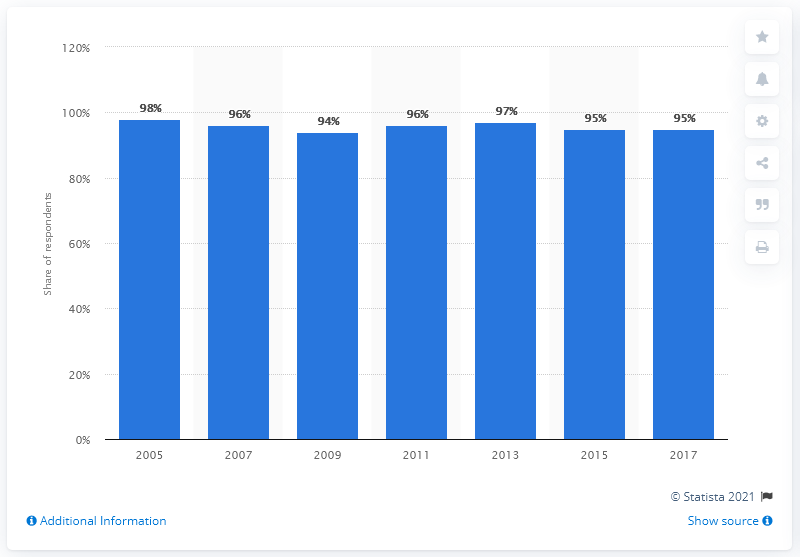 120%
100%
80%
60%
40%
20%
0%
Share of respondents
98%
96%
94%
96%
97%
95%
95%
2005 2007 2009 2011 2013 2015 2017
© Statista 2021
Additional Information
Show source